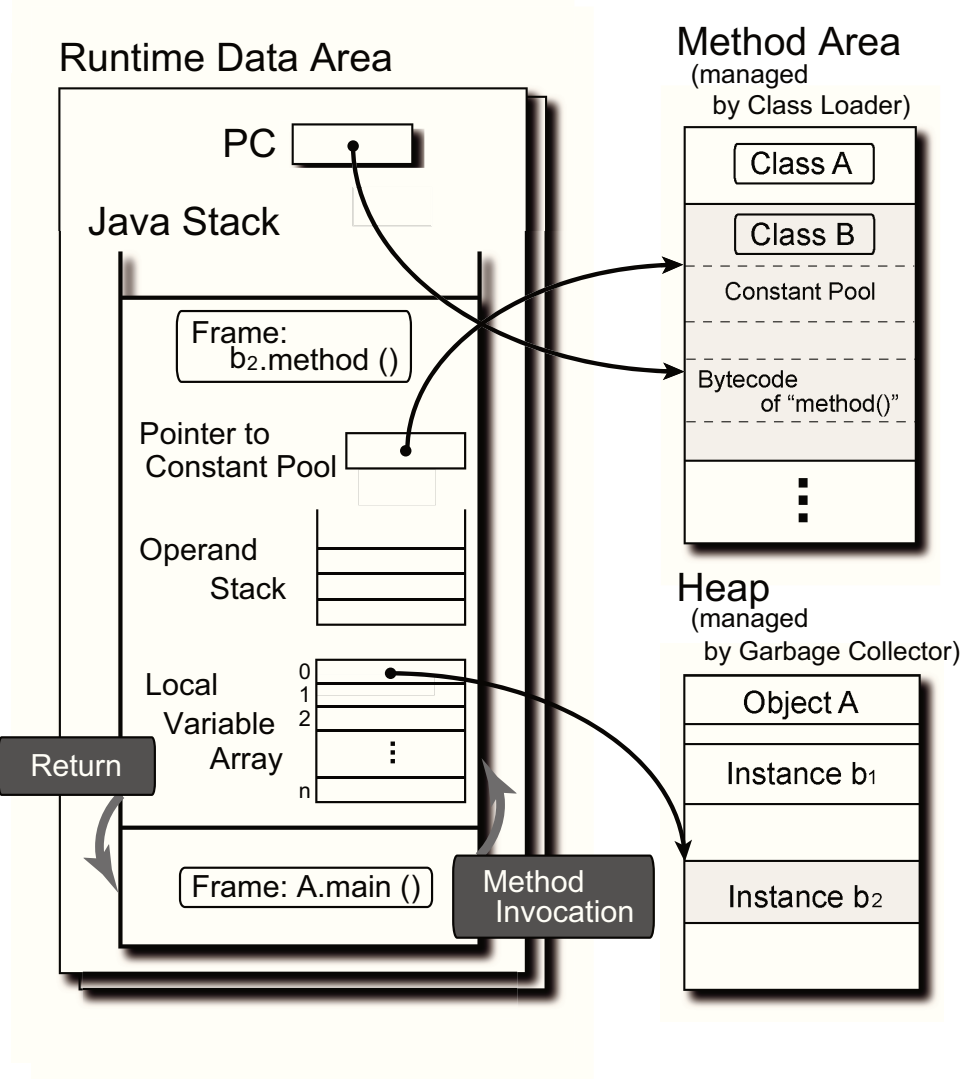 Runtime Data Area
PC
Java Stack
Frame:
b2.method ()
Pointer to
Constant Pool
Operand
Stack
Local
Variable
Array
0
1
2
n
Return
Frame: A.main ()
Method
Invocation
Method Area
(managed
by Class Loader)
Class A
Class B
Constant Pool
Bytecode
of “method()”
Heap
(managed
by Garbage Collector)
Object A
Instance b1
Instance b2